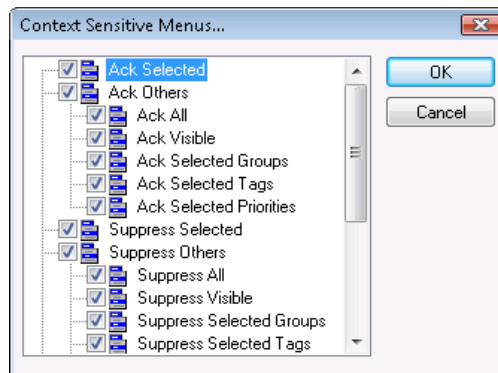 Context Sensitive Menus...
Ack Selected
Ack Others
Ack All
Ack Visible
Ack Selected Groups
Ack Selected Tags
Ack Selected Priorities
Suppress Selected
Suppress Others
Suppress All
Suppress Visible
Suppress Selected Groups
Suppress Selected Tags
OK
Cancel